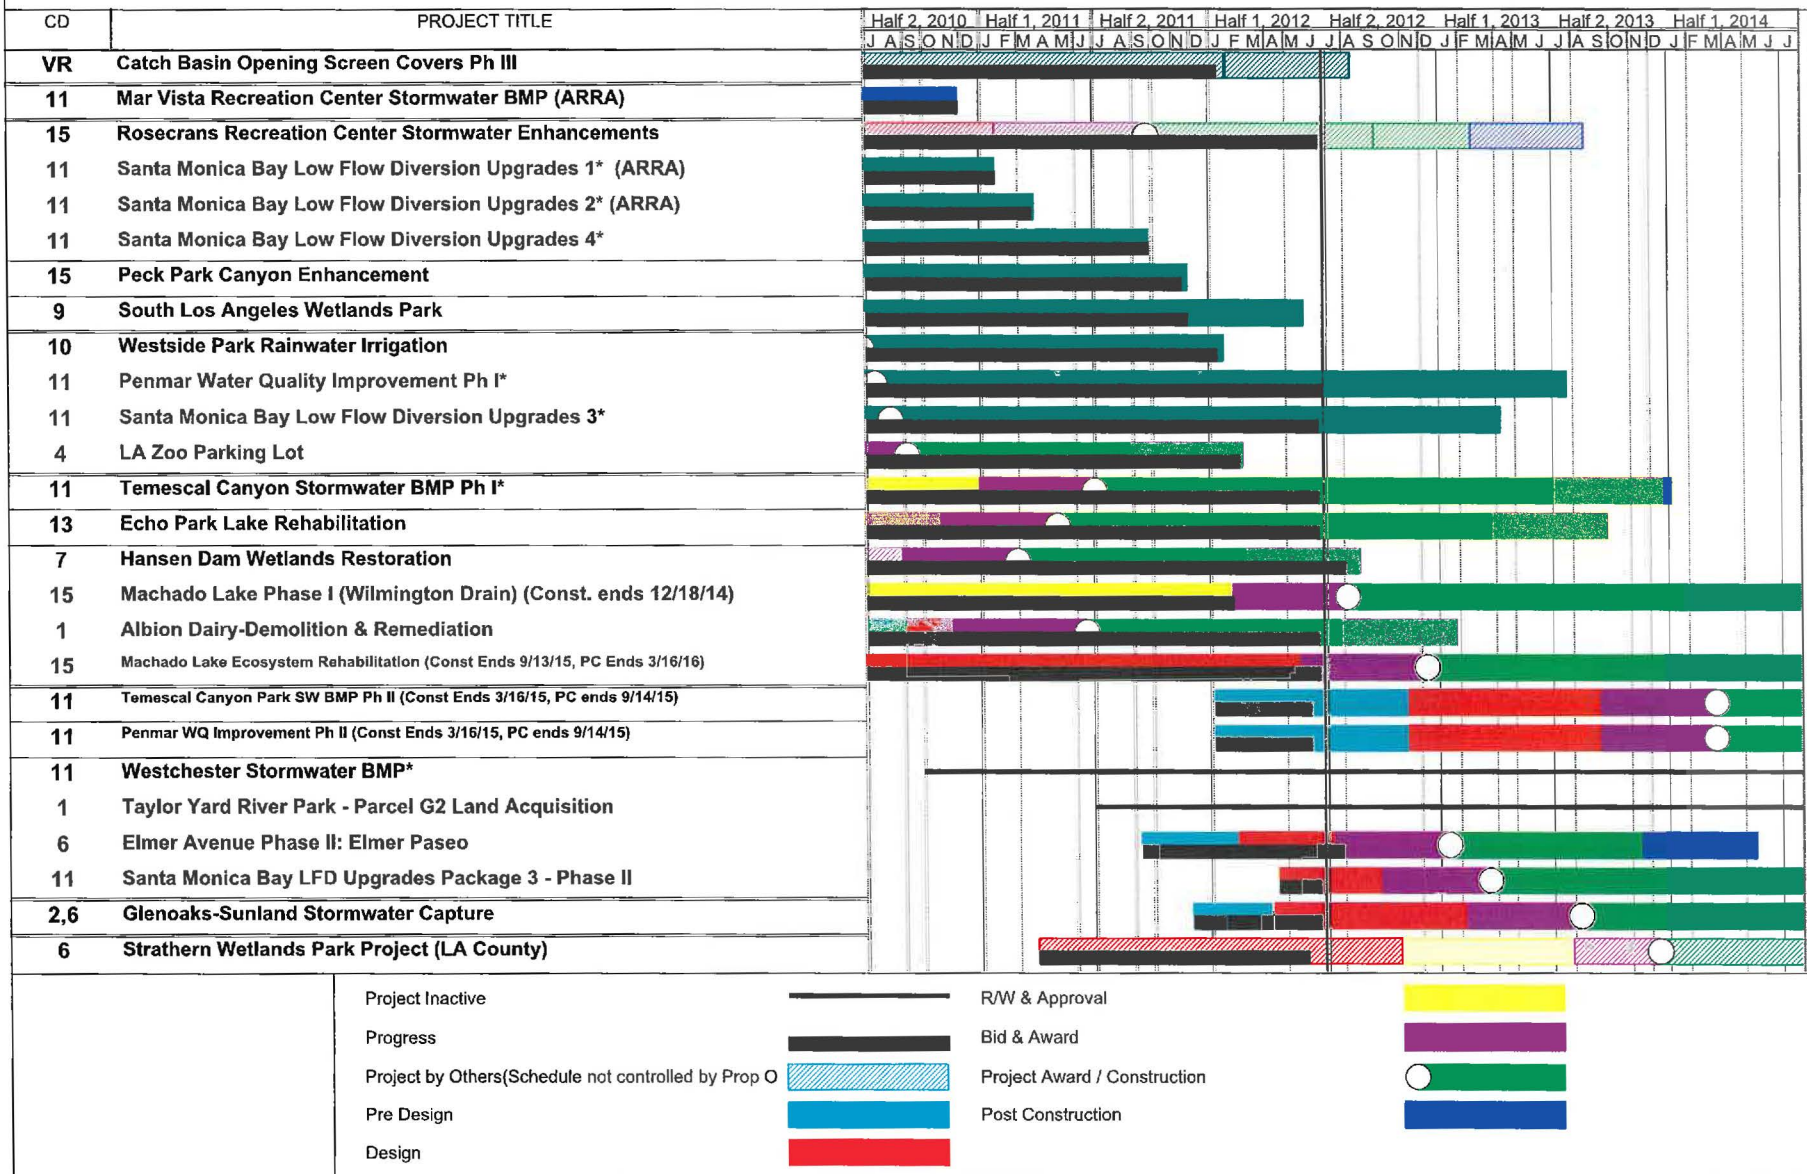 CD PROJECT TITLE Half 2, 2010 Half 1, 2011 Half 2, 2011 Half 1, 2012 Half 2, 2012 Half 1, 2013 Half 2, 2013 Half 1, 2014
J A S O N D J F M A M J J A S O N D J F M A M J J A S O N D J F M A M J J A S O N D J F M A M J J
VR Catch Basin Opening Screen Covers Ph III
11 Mar Vista Recreation Center Stormwater BMP (ARRA)
15 Rosecrans Recreation Center Stormwater Enhancements
11 Santa Monica Bay Low Flow Diversion Upgrades 1* (ARRA)
11 Santa Monica Bay Low Flow Diversion Upgrades 2* (ARRA)
11 Santa Monica Bay Low Flow Diversion Upgrades 4*
15 Peck Park Canyon Enhancement
9 South Los Angeles Wetlands Park
10 Westside Park Rainwater Irrigation
11 Penmar Water Quality Improvement Ph I*
11 Santa Monica Bay Low Flow Diversion Upgrades 3*
4 LA Zoo Parking Lot
11 Temescal Canyon Stormwater BMP Ph I*
13 Echo Park Lake Rehabilitation
7 Hansen Dam Wetlands Restoration
15 Machado Lake Phase I (Wilmington Drain) (Const. ends 12/18/14)
1 Albion Dairy-Demolition & Remediation
15 Machado Lake Ecosystem Rehabilitation (Const Ends 9/13/15, PC Ends 3/16/16)
11 Temescal Canyon Park SW BMP Ph II (Const Ends 3/16/15, PC ends 9/14/15)
11 Penmar WQ Improvement Ph II (Const Ends 3/16/15, PC ends 9/14/15)
11 Westchester Stormwater BMP*
1 Taylor Yard River Park - Parcel G2 Land Acquisition
6 Elmer Avenue Phase II: Elmer Paseo
11 Santa Monica Bay LFD Upgrades Package 3 - Phase II
2,6 Glenoaks-Sunland Stormwater Capture
6 Strathern Wetlands Park Project (LA County)
Project Inactive R/W & Approval
Progress Bid & Award
Project by Others(Schedule not controlled by Prop O Project Award / Construction
Pre Design Post Construction
Design